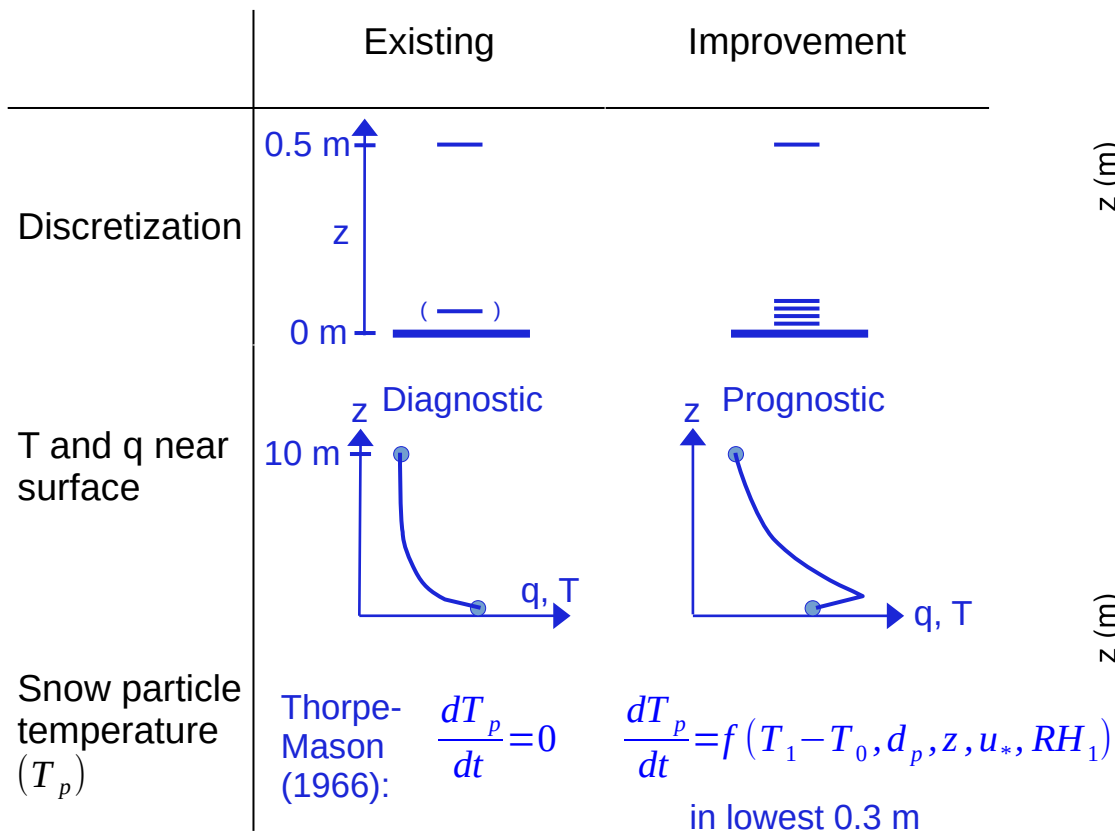 Existing
Improvement
0.5 m
z
( )
0 m
Discretization
z (m)
T and q near
surface
z Diagnostic
10 m
q, T
z Prognostic
q, T
z (m)
Snow particle
temperature
(T_p)
Thorpe-
Mason
(1966):
dT_p/dt=0
dT_p/dt=f(T_1−T_0,d_p,z,u_*,RH_1)
in lowest 0.3 m